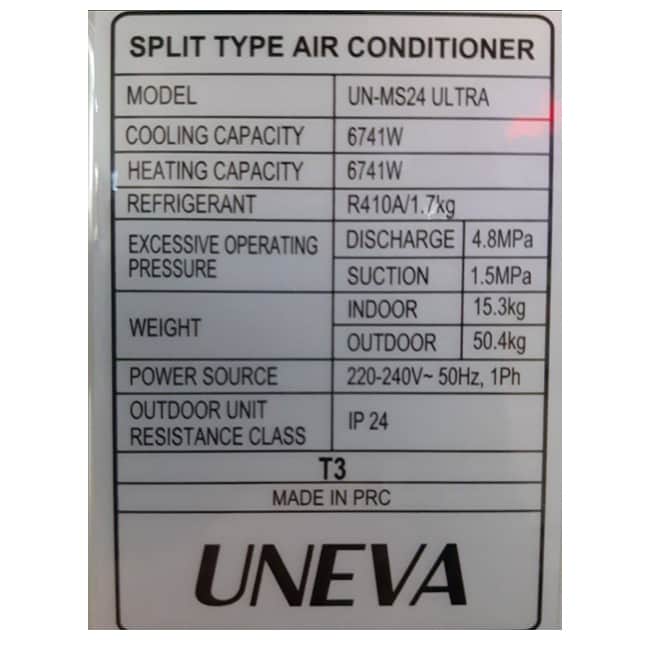 SPLIT TYPE AIR CONDITIONER
MODEL UN-MS24 ULTRA
COOLING CAPACITY 6741W
HEATING CAPACITY 6741W
REFRIGERANT R410A/1.7kg
EXCESSIVE OPERATING PRESSURE DISCHARGE 4.8MPa
SUCTION 1.5MPa
WEIGHT INDOOR 15.3kg
OUTDOOR 50.4kg
POWER SOURCE 220-240V~ 50Hz, 1Ph
OUTDOOR UNIT
RESISTANCE CLASS IP 24
T3
MADE IN PRC
UNEVA